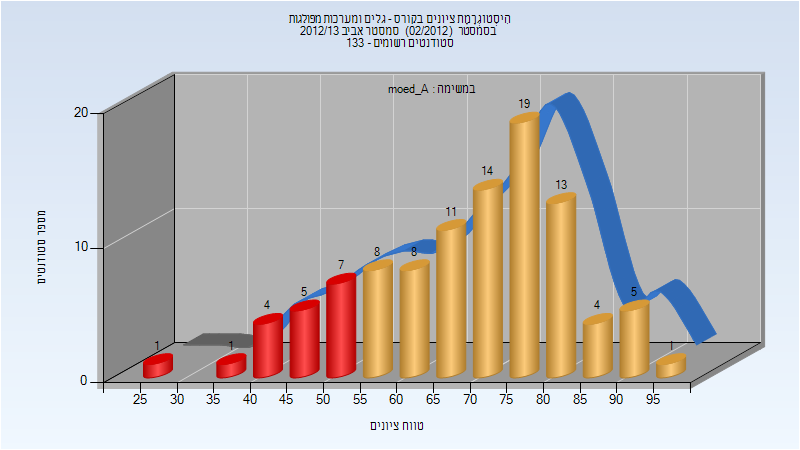 היסטוגרמת ציונים בקורס - גלים ומערכות מפולגות
בסמסטר (02/2012) סמסטר אביב 2012/13
סטודנטים רשומים - 133
במשימה : moed_A
מספר סטודנטים
20
10
0
1
1
4
5
7
8
8
11
14
19
13
4
5
1
25 30 35 40 45 50 55 60 65 70 75 80 85 90 95
טווח ציונים